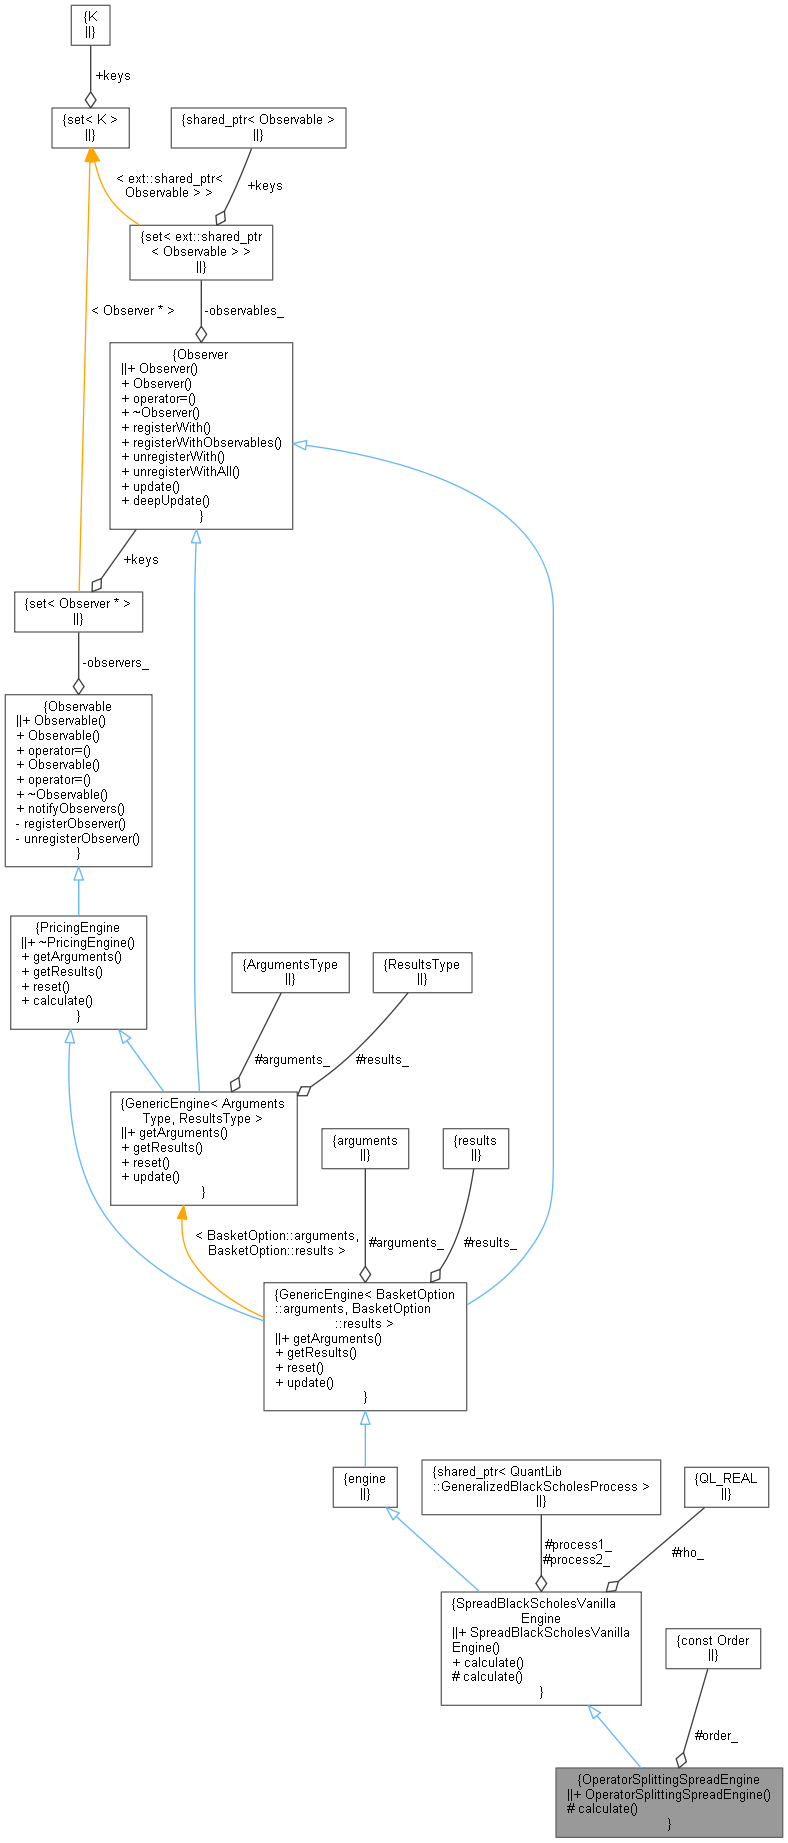 {K
||}
+keys
{set< K >
||}
{shared_ptr< Observable >
||}
< ext::shared_ptr<
Observable > >
+keys
{set< ext::shared_ptr
< Observable > >
||}
< Observer * >
-observables_
{Observer
||+ Observer()
+ Observer()
+ operator=()
+ ~Observer()
+ registerWith()
+ registerWithObservables()
+ unregisterWith()
+ unregisterWithAll()
+ update()
+ deepUpdate()
}
+keys
{set< Observer * >
||}
-observers_
{Observable
||+ Observable()
+ Observable()
+ operator=()
+ Observable()
+ operator=()
+ ~Observable()
+ notifyObservers()
- registerObserver()
- unregisterObserver()
}
{PricingEngine
||+ ~PricingEngine()
+ getArguments()
+ getResults()
+ reset()
+ calculate()
}
{ArgumentsType
||}
{ResultsType
||}
#arguments_
#results_
{GenericEngine< Arguments
Type, ResultsType >
||+ getArguments()
+ getResults()
+ reset()
+ update()
}
{arguments
||}
{results
||}
< BasketOption::arguments,
BasketOption::results >
#arguments_
#results_
{GenericEngine< BasketOption
::arguments, BasketOption
::results >
||+ getArguments()
+ getResults()
+ reset()
+ update()
}
{engine
||}
{shared_ptr< QuantLib
::GeneralizedBlackScholesProcess >
||}
{QL_REAL
||}
#process1_
#process2_
#rho_
{SpreadBlackScholesVanilla
Engine
||+ SpreadBlackScholesVanilla
Engine()
+ calculate()
# calculate()
}
{const Order
||}
#order_
{OperatorSplittingSpreadEngine
||+ OperatorSplittingSpreadEngine()
# calculate()
}